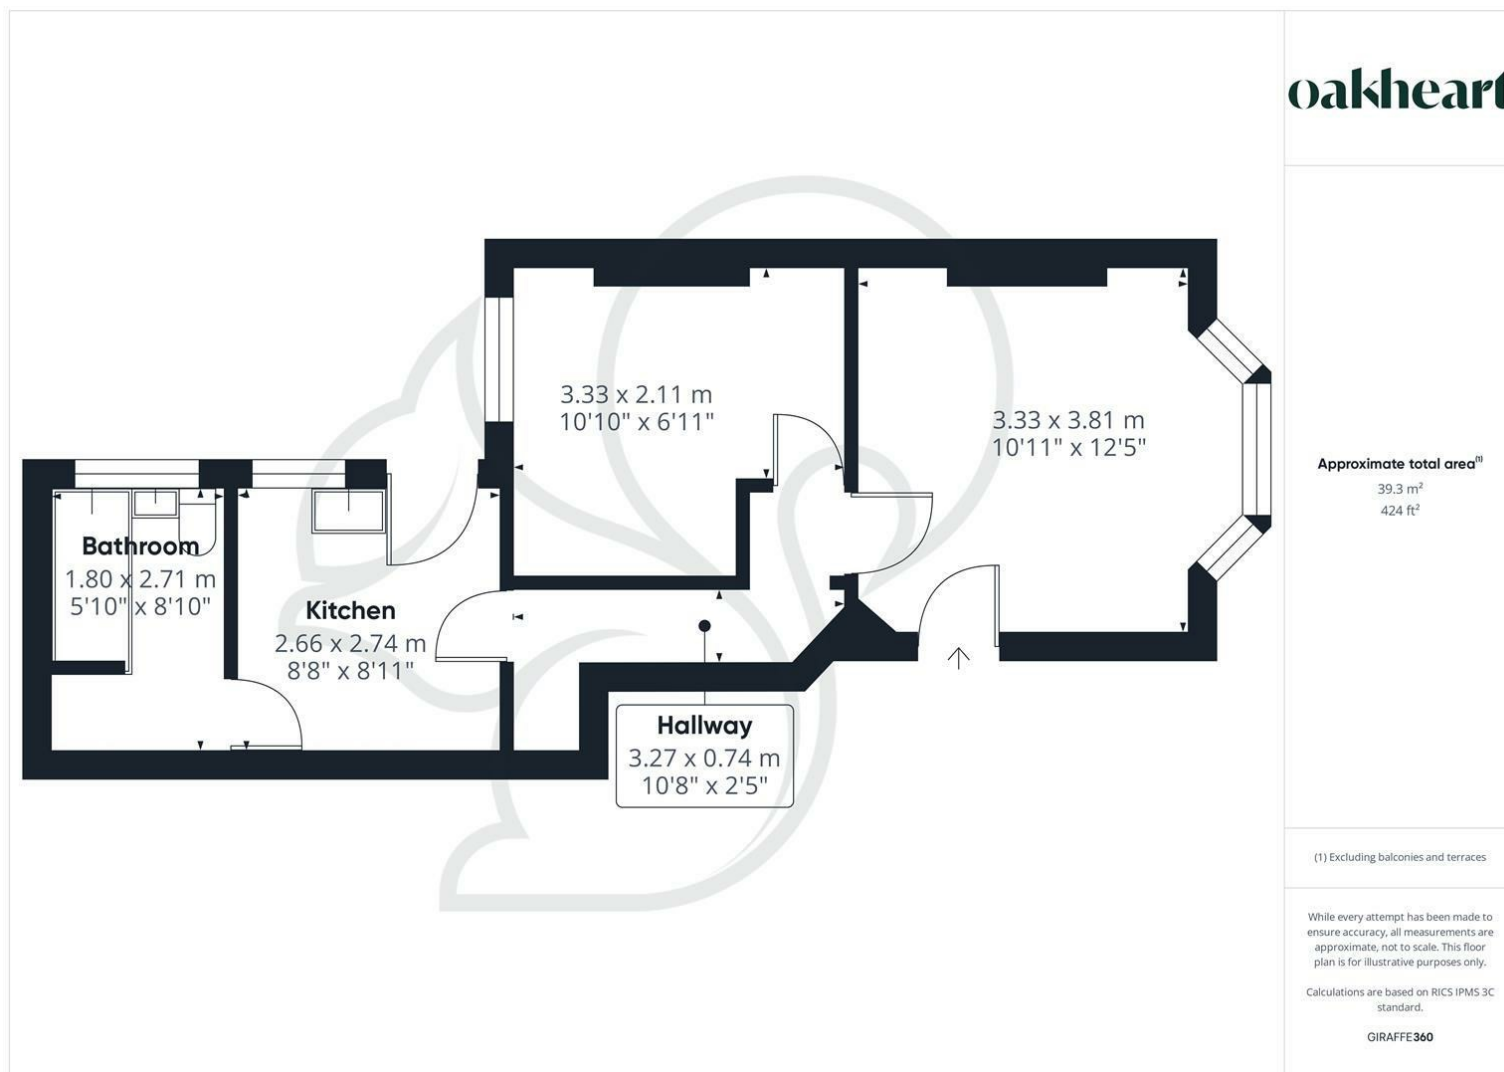 oakheart
3.33 x 2.11 m
10'10" x 6'11"
3.33 x 3.81 m
10'11" x 12'5"
Bathroom
1.80 x 2.71 m
5'10" x 8'10"
Kitchen
2.66 x 2.74 m
8'8" x 8'11"
Hallway
3.27 x 0.74 m
10'8" x 2'5"
Approximate total area(1)
39.3 m²
424 ft²
(1) Excluding balconies and terraces
While every attempt has been made to
ensure accuracy, all measurements are
approximate, not to scale. This floor
plan is for illustrative purposes only.
Calculations are based on RICS IPMS 3C
standard.
GIRAFFE360